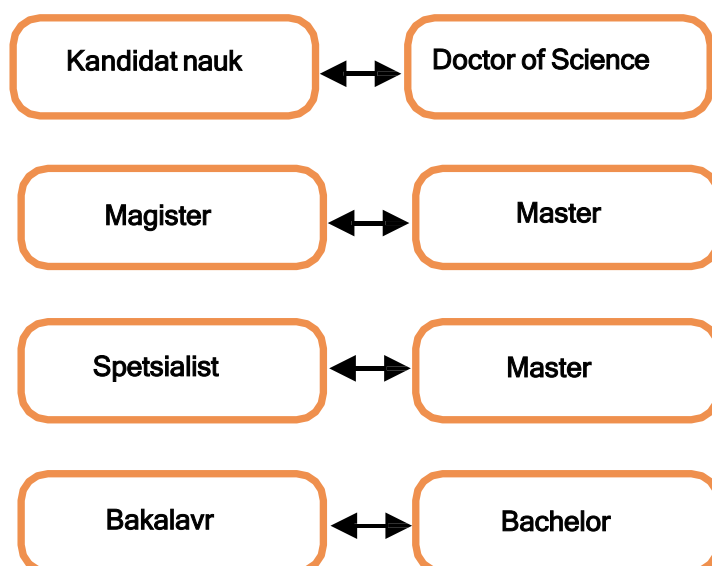 Kandidat nauk
Doctor of Science
Magister
Master
Spetsialist
Master
Bakalavr
Bachelor